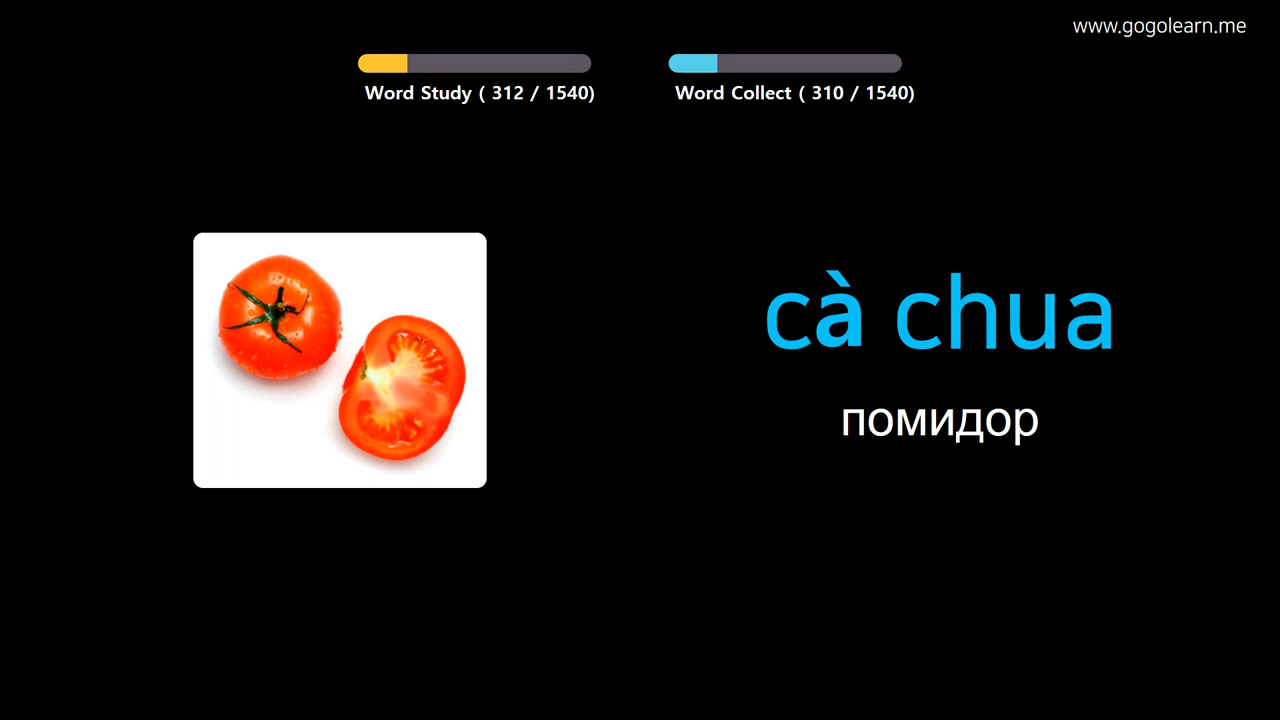 www.gogolearn.me
Word Study ( 312 / 1540)
Word Collect ( 310 / 1540)
cà chua
помидор